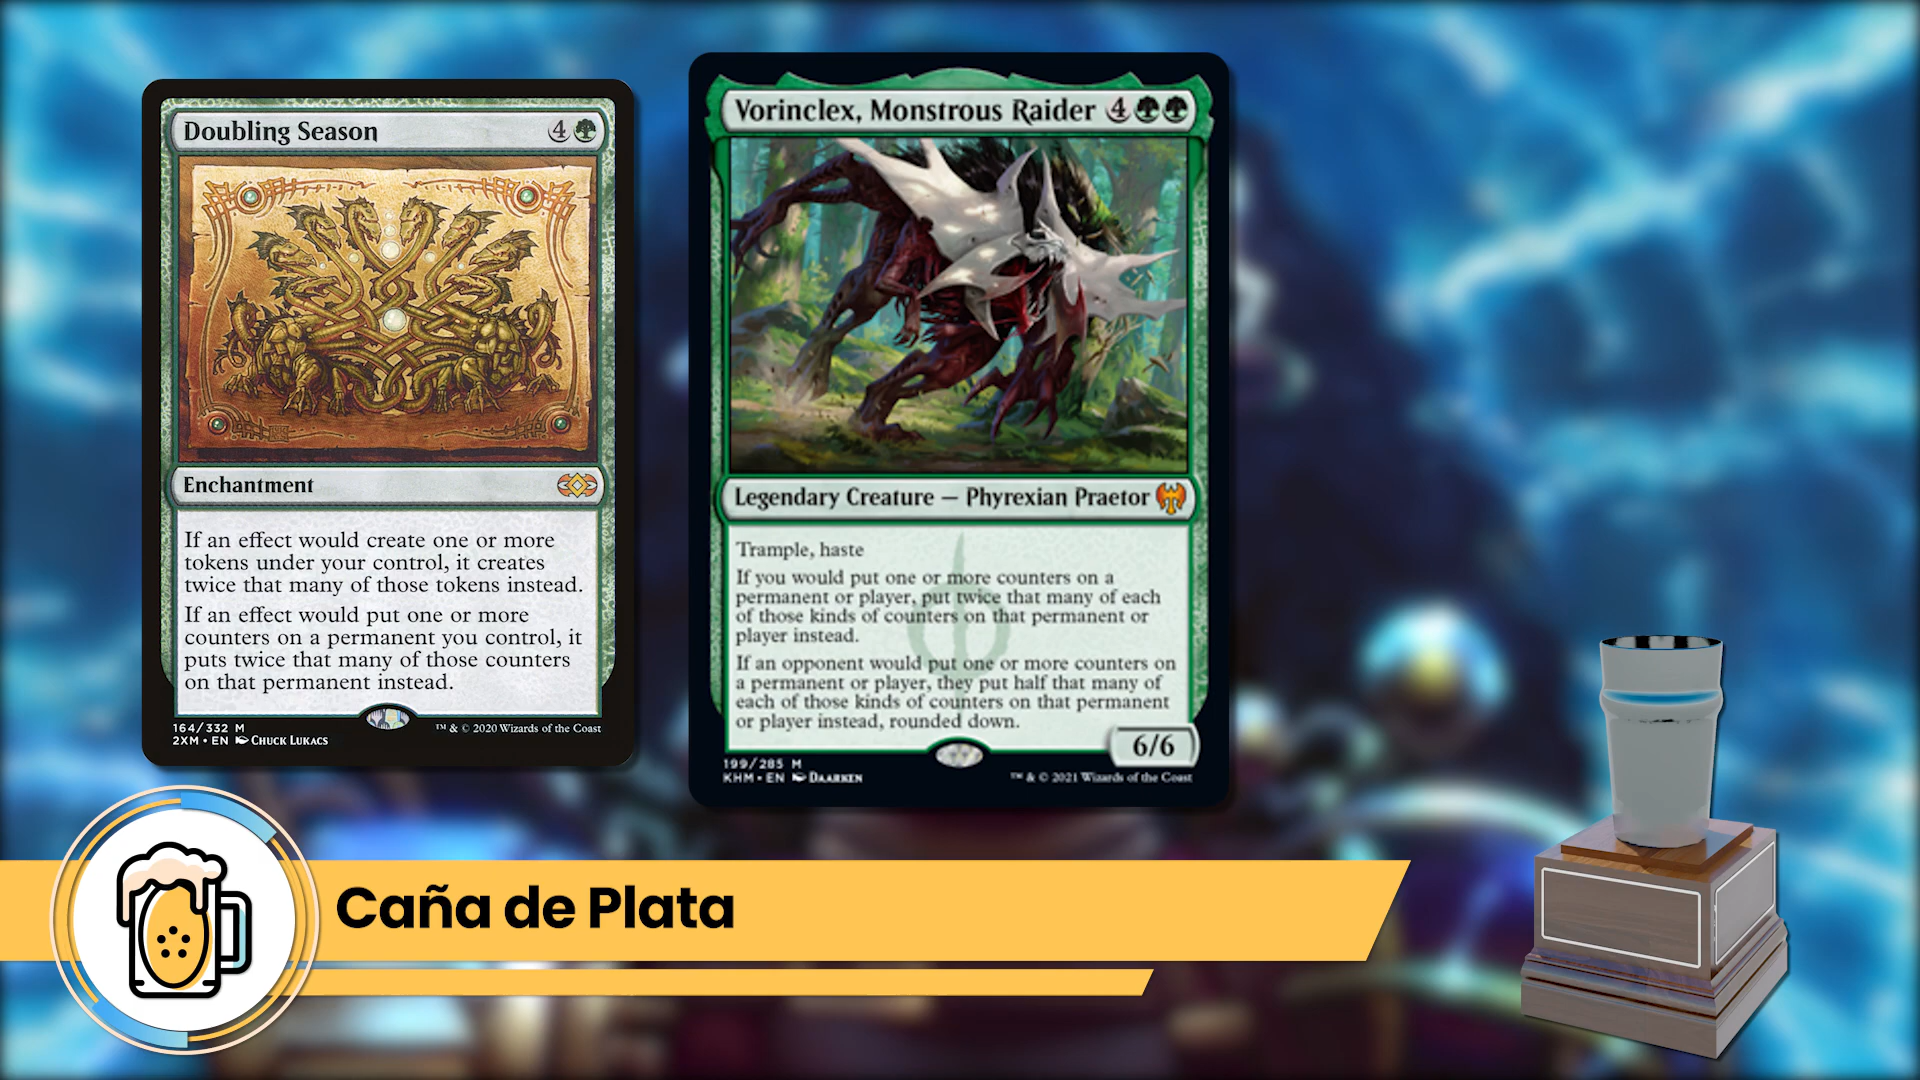 Doubling Season 4
Enchantment
If an effect would create one or more
tokens under your control, it creates
twice that many of those tokens instead.
If an effect would put one or more
counters on a permanent you control, it
puts twice that many of those counters
on that permanent instead.
164/332 M
2XM • EN Chuck Lukacs
™ & © 2020 Wizards of the Coast
Vorinclex, Monstrous Raider 4
Legendary Creature — Phyrexian Praetor
Trample, haste
If you would put one or more counters on a
permanent or player, put twice that many of each
of those kinds of counters on that permanent or
player instead.
If an opponent would put one or more counters on
a permanent or player, they put half that many of
each of those kinds of counters on that permanent
or player instead, rounded down.
6/6
199/285 M
KHM • EN Daarken
™ & © 2021 Wizards of the Coast
Caña de Plata